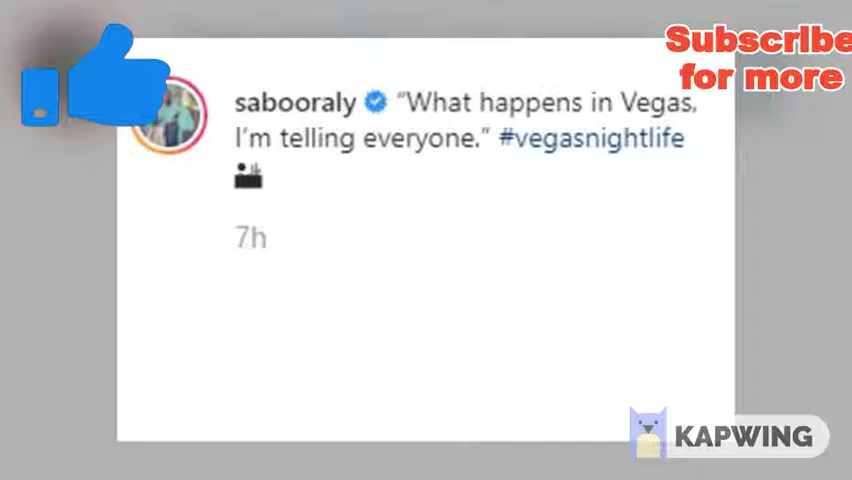 Subscribe
for more
sabooraly “What happens in Vegas,
I’m telling everyone.” #vegasnightlife
7h
KAPWING